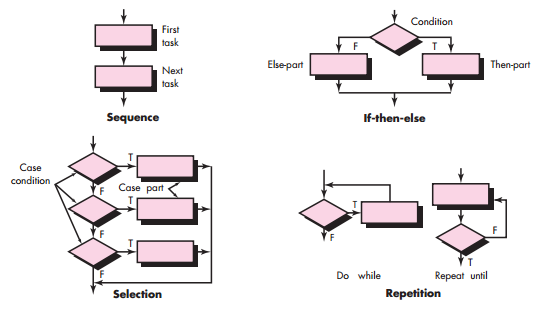 First
task
Next
task
Sequence
Condition
F
T
Else-part
Then-part
If-then-else
Case
condition
T
F
Case part
T
F
T
F
Selection
T
F
Do while
F
T
Repeat until
Repetition